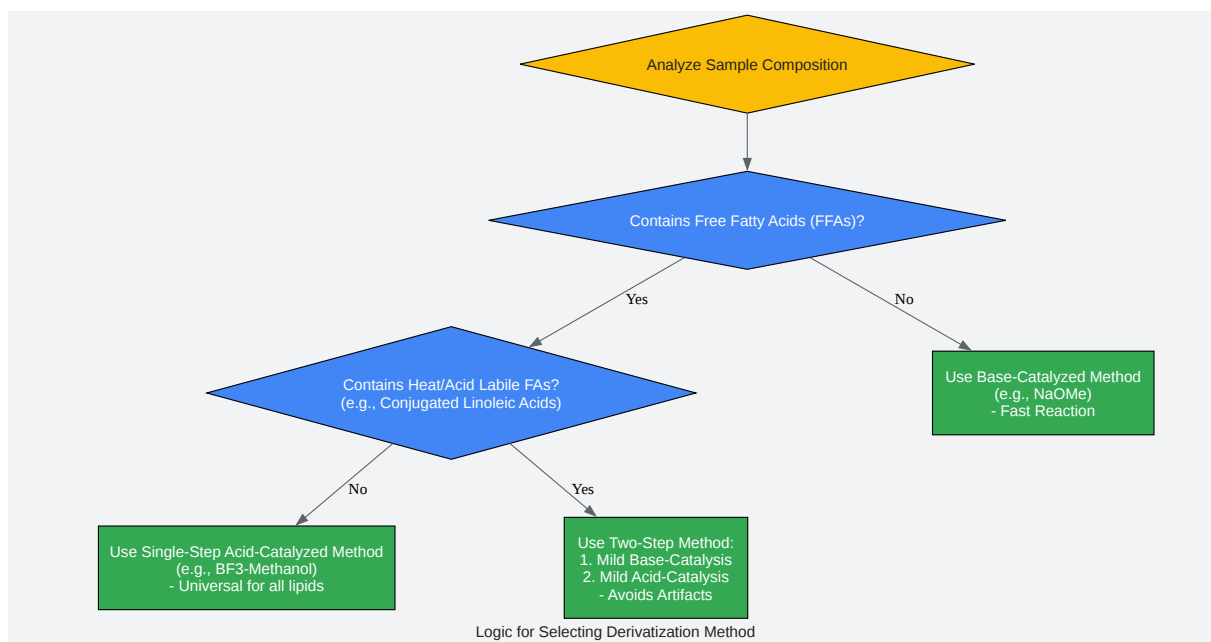 Analyze Sample Composition
Contains Free Fatty Acids (FFAs)?
Yes
No
Contains Heat/Acid Labile FAs?
(e.g., Conjugated Linoleic Acids)
Use Base-Catalyzed Method
(e.g., NaOMe)
- Fast Reaction
No
Yes
Use Single-Step Acid-Catalyzed Method
(e.g., BF3-Methanol)
- Universal for all lipids
Use Two-Step Method:
1. Mild Base-Catalysis
2. Mild Acid-Catalysis
- Avoids Artifacts
Logic for Selecting Derivatization Method